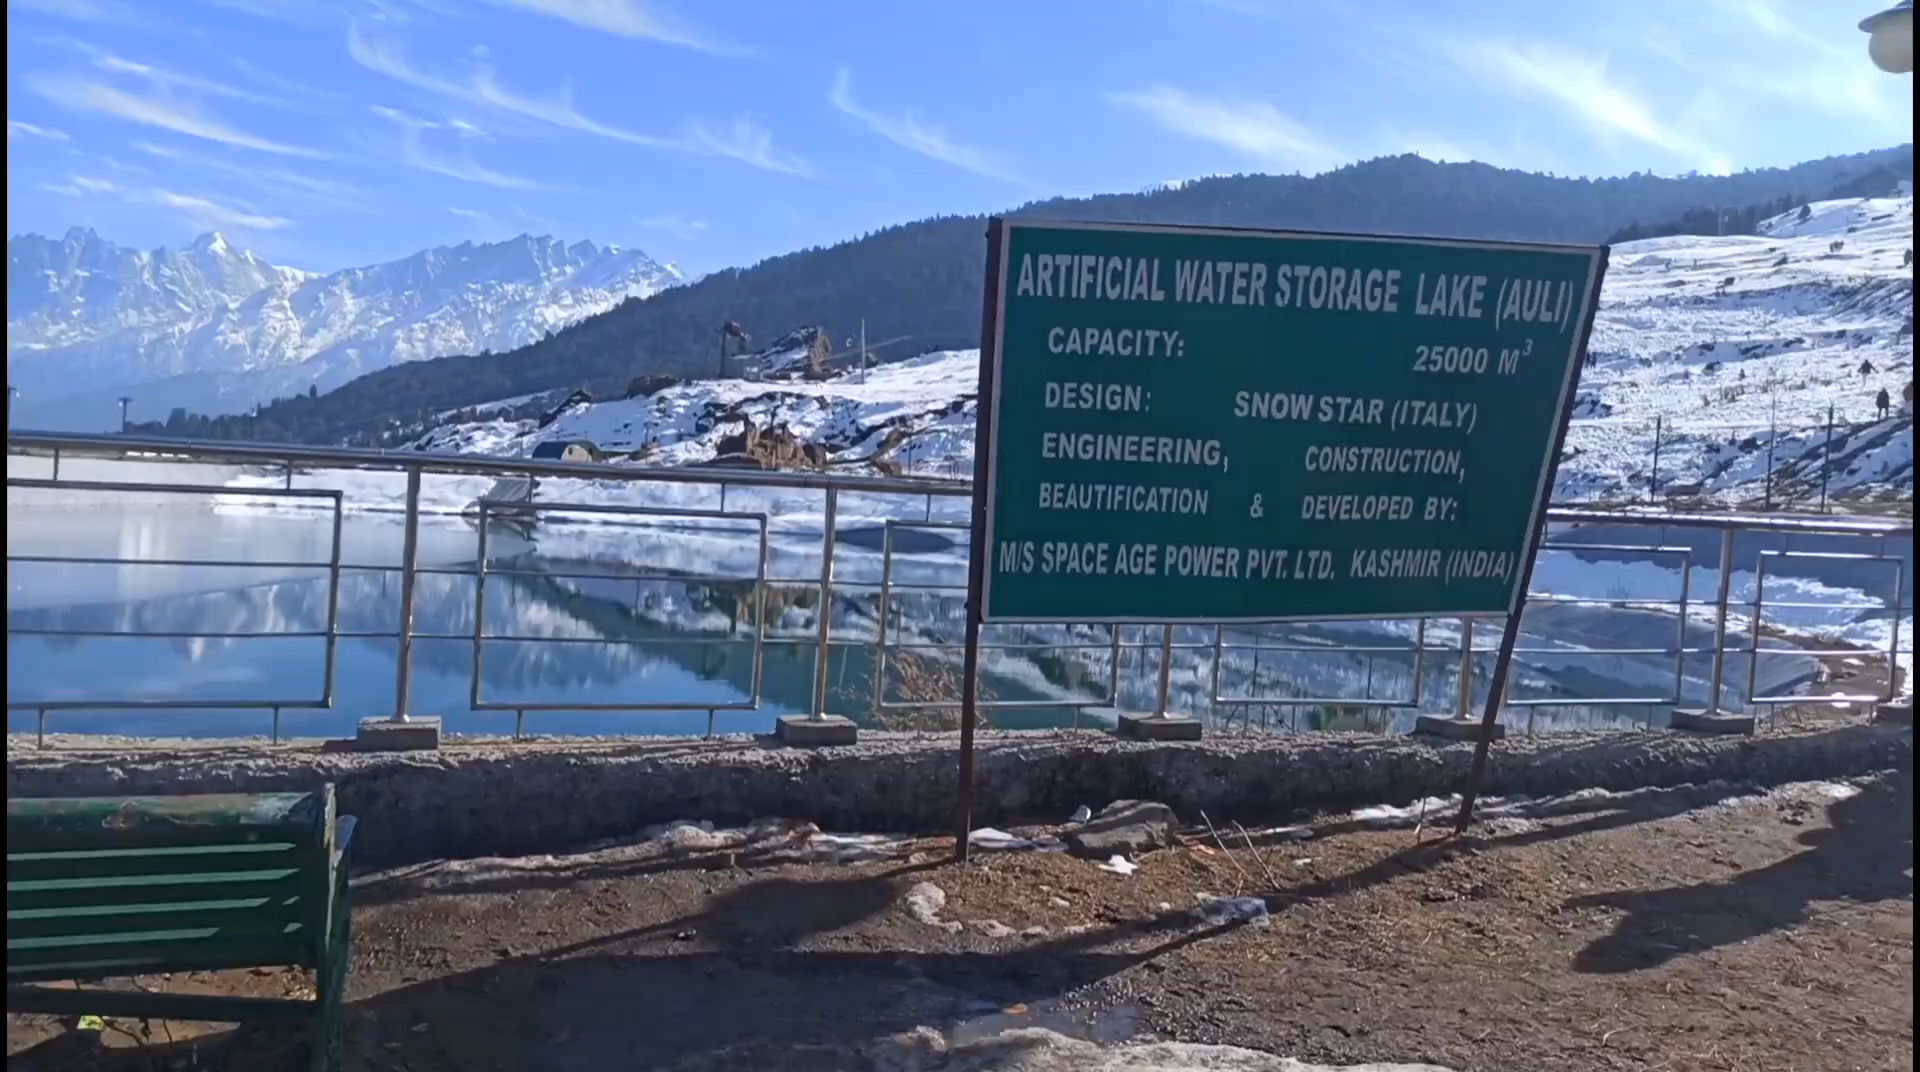 ARTIFICIAL WATER STORAGE LAKE (AULI)
CAPACITY: 25000 M³
DESIGN: SNOW STAR (ITALY)
ENGINEERING, CONSTRUCTION,
BEAUTIFICATION & DEVELOPED BY:
M/S SPACE AGE POWER PVT. LTD. KASHMIR (INDIA)